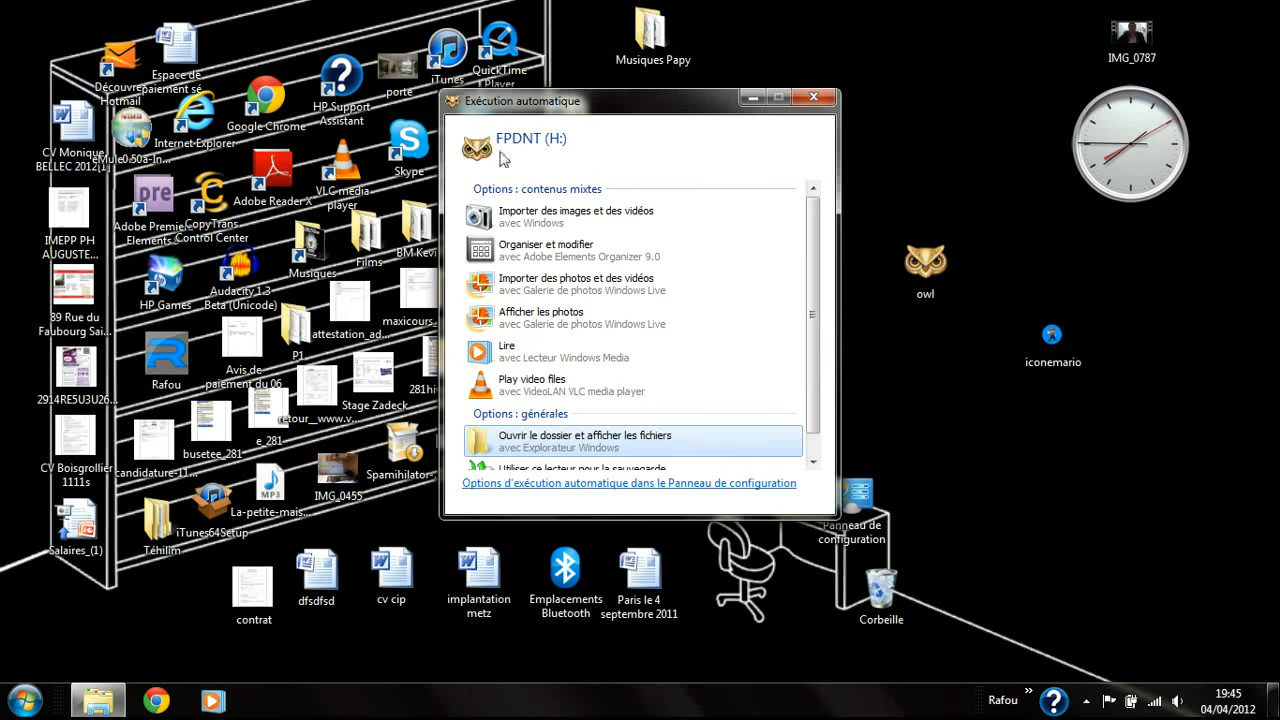 Découvre
Hotmail
Espace de
paiement sé...
porte
iTunes
QuickTime
Player
Musiques Papy
IMG_0787
HP Support
Assistant
Google Chrome
Internet Explorer
CV Monique
BELLEC 2012[1]
eMule0.50a-In...
Skype
VLC media
player
Adobe Reader X
pre
Adobe Premie...
Elements
CopyTrans
Control Center
IMEPP PH
AUGUSTE...
Musiques
Films
BM Kevi
HP Games
Audacity 1.3
Beta (Unicode)
attestation_ad...
maxicours
89 Rue du
Faubourg Sai...
P1
Rafou
Avis de
paiement du 06
Stage Zadeck
281hi
2914RE5U3U26...
retour__www.v...
busetee_281
e_281
candidature-11...
CV Boisgrollier
1111s
IMG_0455
Spamihilator-
MP3
La-petite-mais...
iTunes64Setup
Téhilim
Salaires_(1)
contrat
dfsdfsd
cv cip
implantation
metz
Emplacements
Bluetooth
Paris le 4
septembre 2011
Exécution automatique
FPDNT (H:)
Options : contenus mixtes
Importer des images et des vidéos
avec Windows
Organiser et modifier
avec Adobe Elements Organizer 9.0
Importer des photos et des vidéos
avec Galerie de photos Windows Live
Afficher les photos
avec Galerie de photos Windows Live
Lire
avec Lecteur Windows Media
Play video files
avec VideoLAN VLC media player
Options : générales
Ouvrir le dossier et afficher les fichiers
avec Explorateur Windows
Utiliser ce lecteur pour la sauvegarde
Options d'exécution automatique dans le Panneau de configuration
owl
iconemario
Panneau de
configuration
Corbeille
Rafou
19:45
04/04/2012